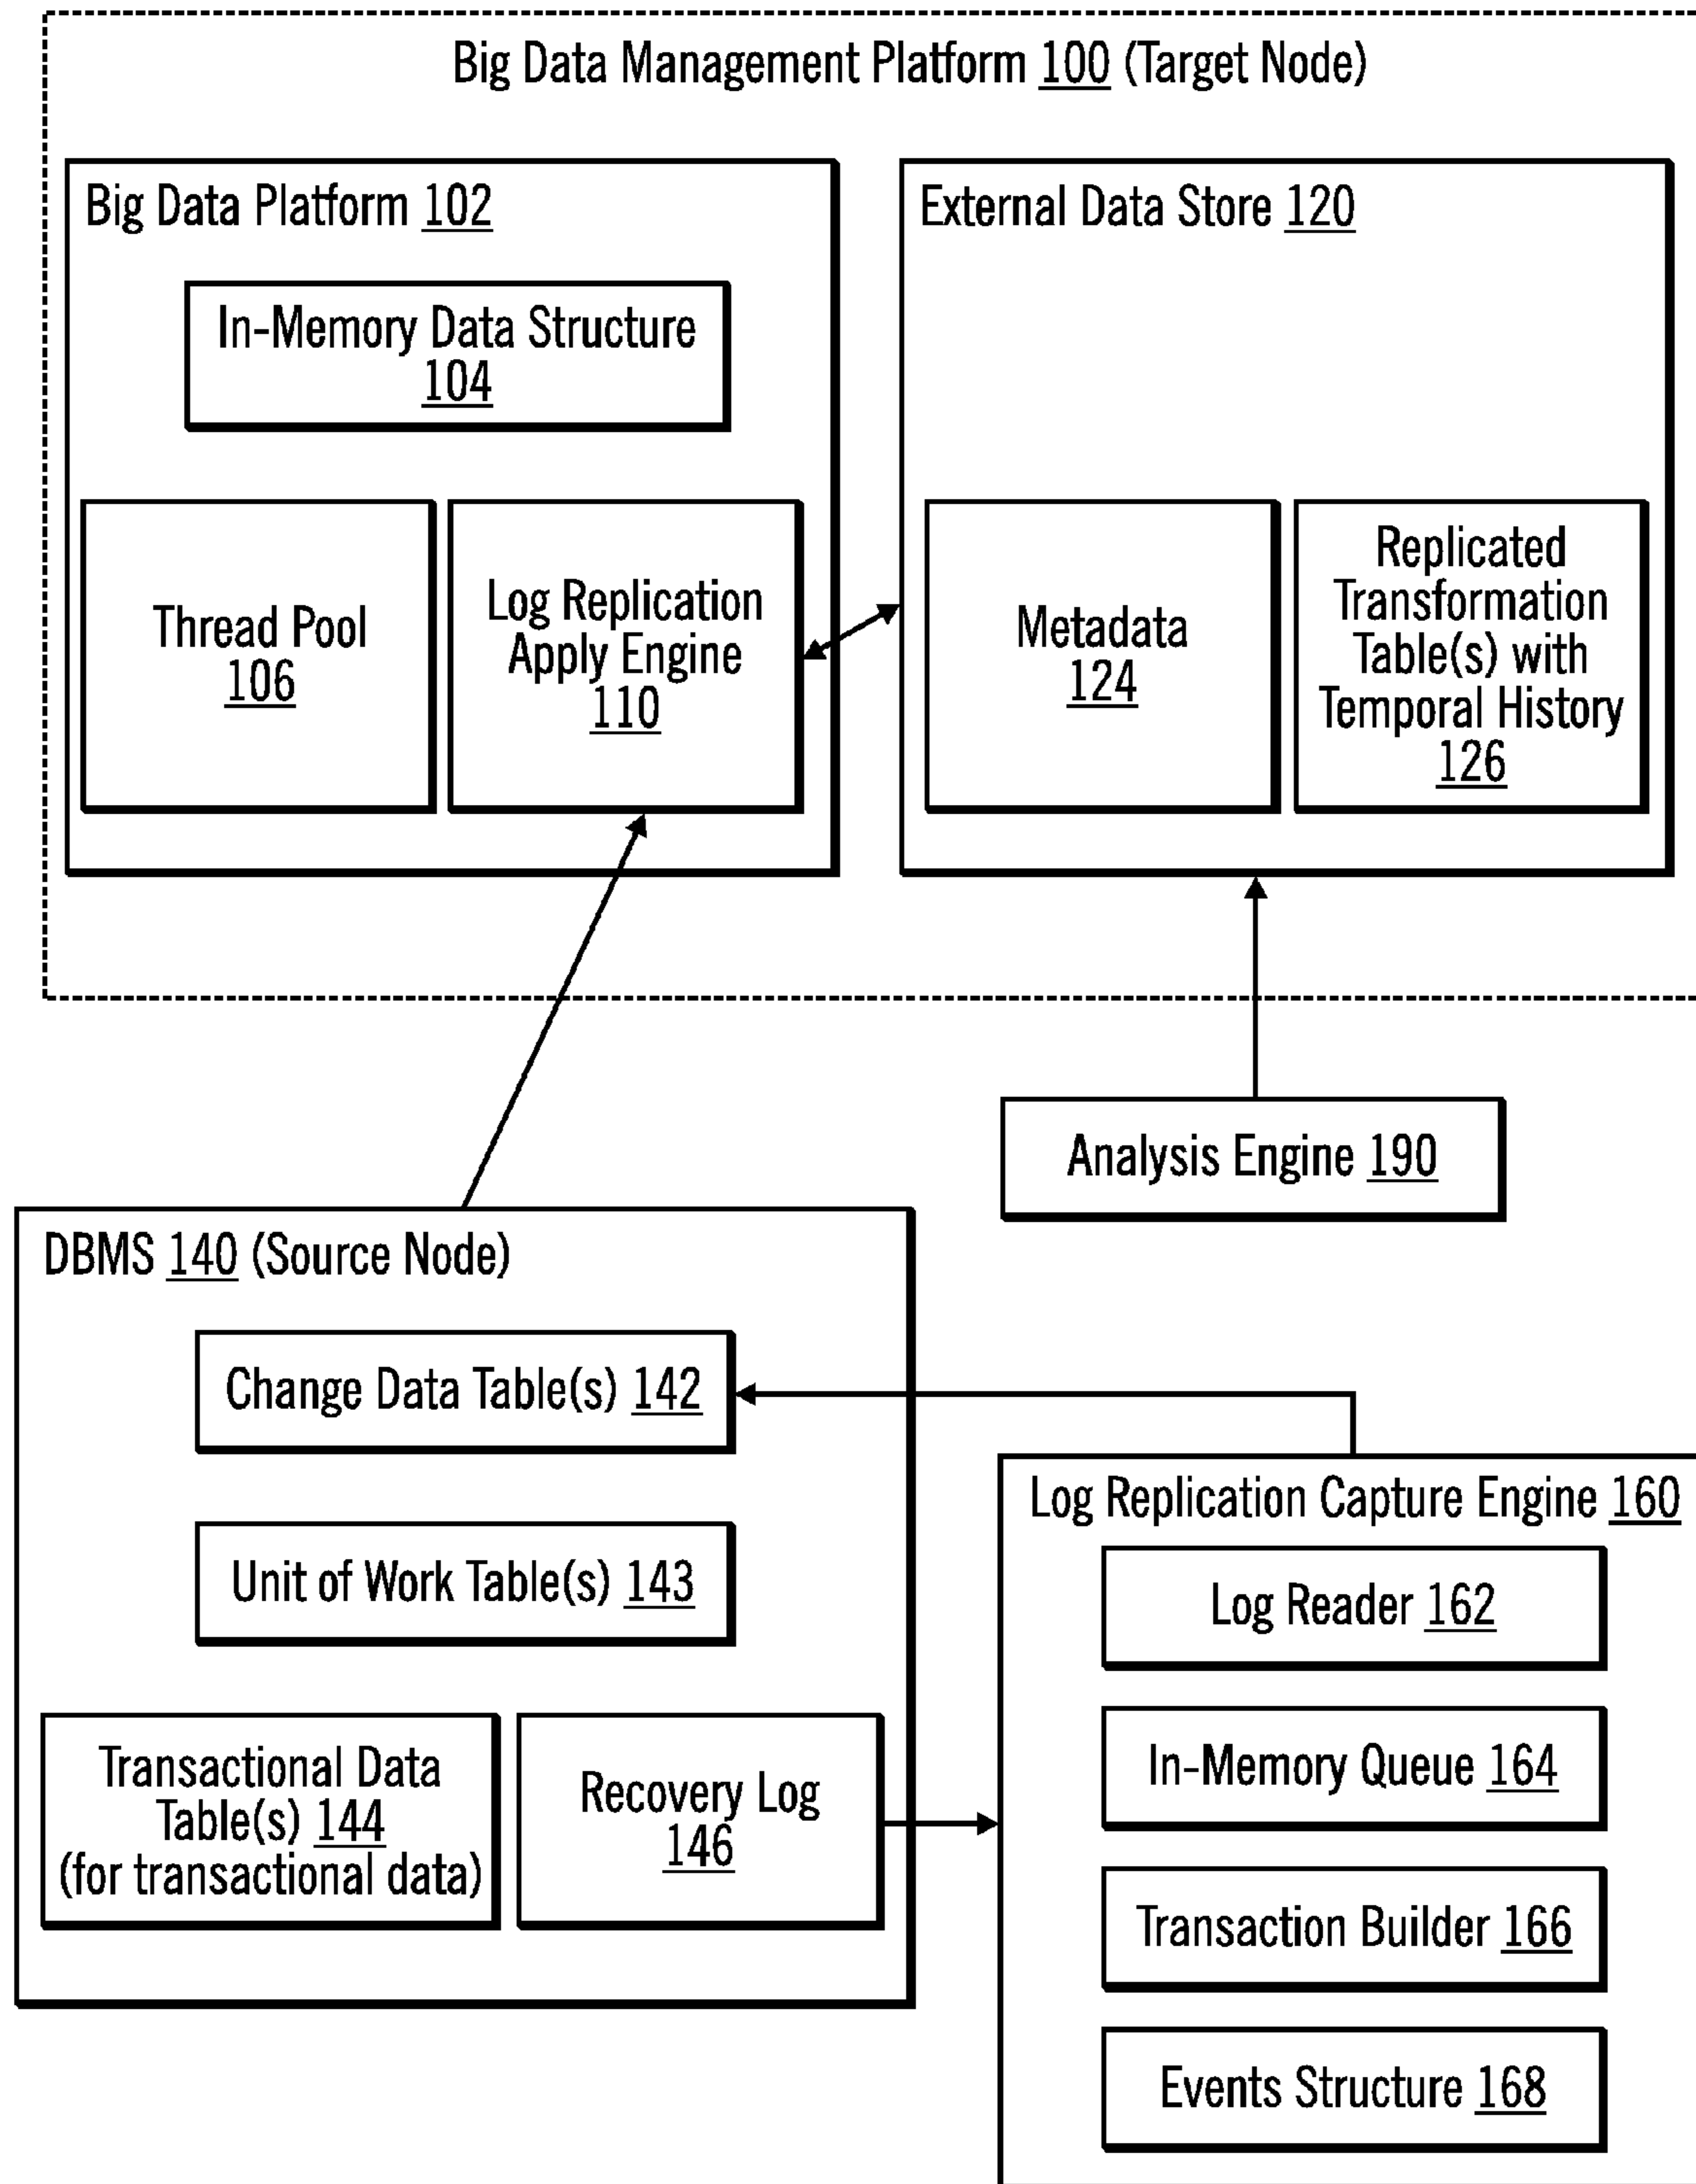 Big Data Management Platform 100 (Target Node)
Big Data Platform 102
In-Memory Data Structure
104
Thread Pool
106
Log Replication
Apply Engine
110
External Data Store 120
Metadata
124
Replicated
Transformation
Table(s) with
Temporal History
126
Analysis Engine 190
DBMS 140 (Source Node)
Change Data Table(s) 142
Unit of Work Table(s) 143
Transactional Data
Table(s) 144
(for transactional data)
Recovery Log
146
Log Replication Capture Engine 160
Log Reader 162
In-Memory Queue 164
Transaction Builder 166
Events Structure 168